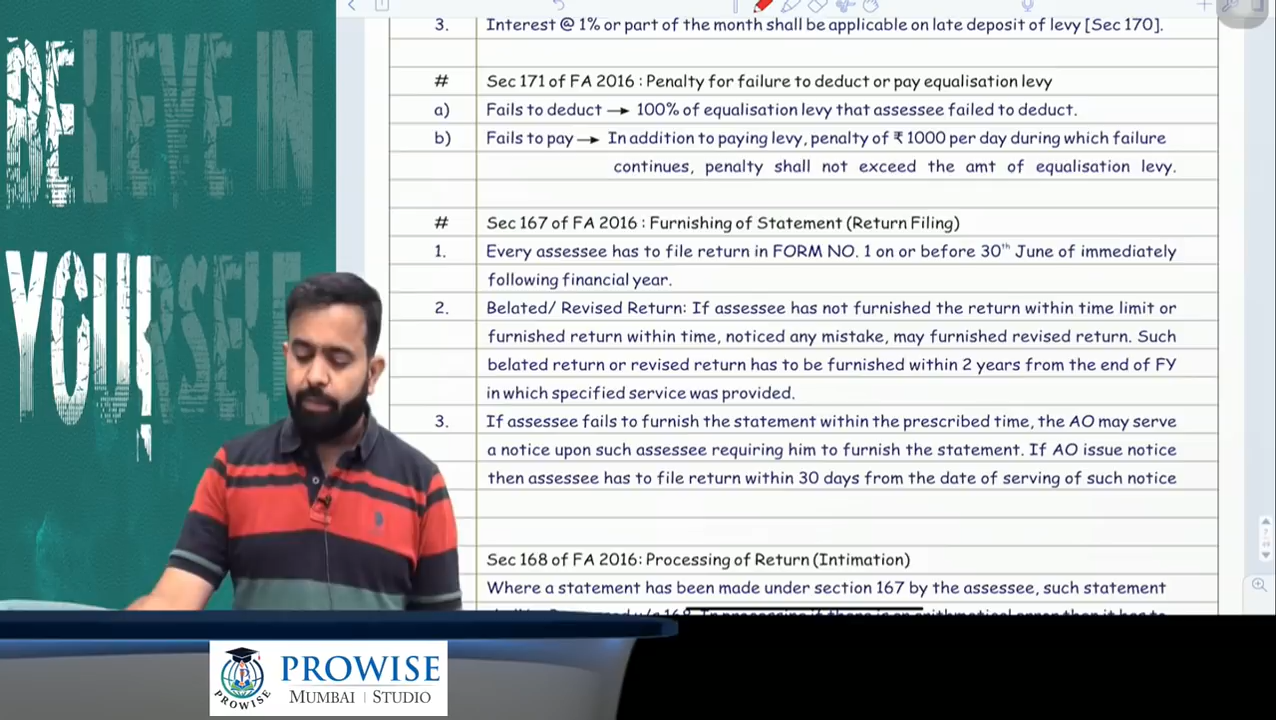 BELIEVE IN
YOURSELF
3. Interest @ 1% or part of the month shall be applicable on late deposit of levy [Sec 170].
# Sec 171 of FA 2016 : Penalty for failure to deduct or pay equalisation levy
a) Fails to deduct → 100% of equalisation levy that assessee failed to deduct.
b) Fails to pay → In addition to paying levy, penalty of ₹ 1000 per day during which failure
continues, penalty shall not exceed the amt of equalisation levy.
# Sec 167 of FA 2016 : Furnishing of Statement (Return Filing)
1. Every assessee has to file return in FORM NO. 1 on or before 30th June of immediately
following financial year.
2. Belated/ Revised Return: If assessee has not furnished the return within time limit or
furnished return within time, noticed any mistake, may furnished revised return. Such
belated return or revised return has to be furnished within 2 years from the end of FY
in which specified service was provided.
3. If assessee fails to furnish the statement within the prescribed time, the AO may serve
a notice upon such assessee requiring him to furnish the statement. If AO issue notice
then assessee has to file return within 30 days from the date of serving of such notice
Sec 168 of FA 2016: Processing of Return (Intimation)
Where a statement has been made under section 167 by the assessee, such statement
PROWISE
PROWISE
MUMBAI | STUDIO